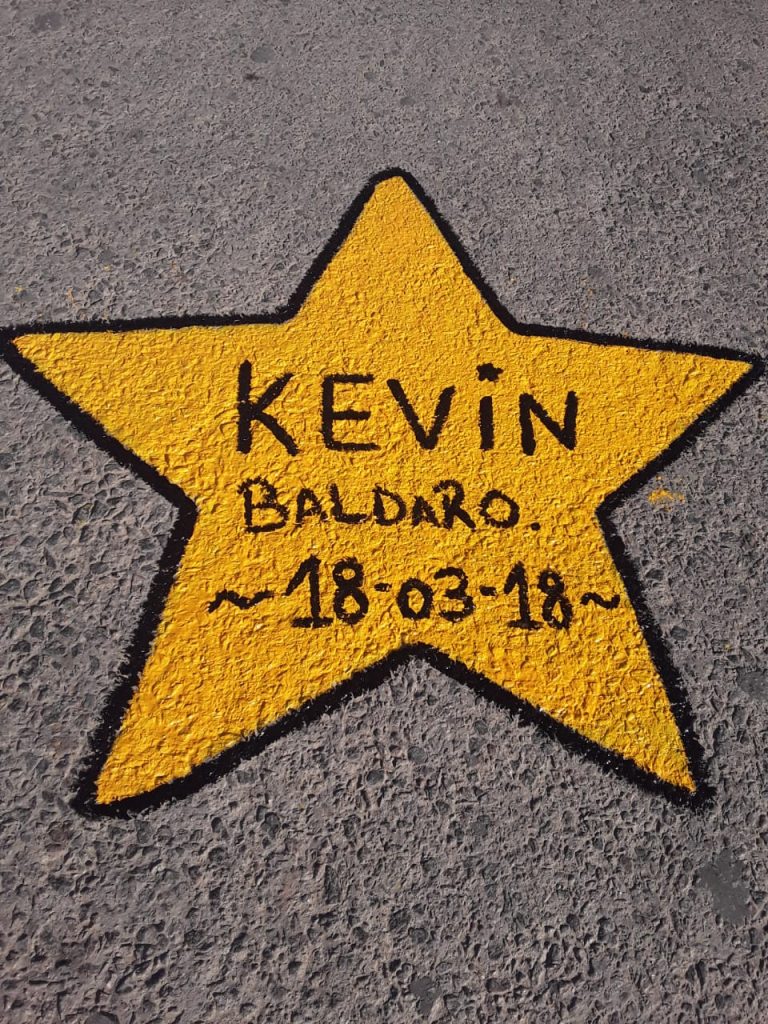 KEViN
BALDARO.
~18-03-18~